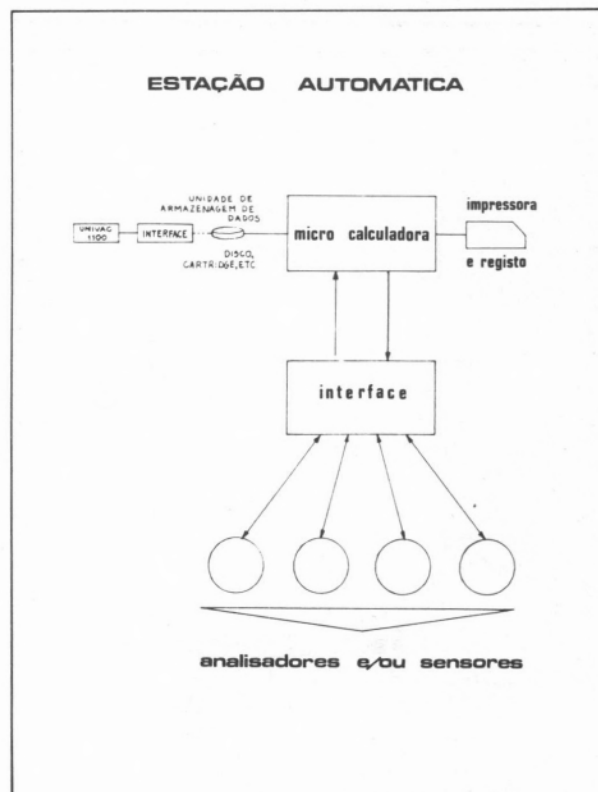 ESTAÇÃO AUTOMATICA
UNIDADE DE
ARMAZENAGEM DE
DADOS
UNIVAC
1100
INTERFACE
DISCO,
CARTRIDGE, ETC
micro calculadora
impressora
e registo
interface
analisadores e/ou sensores